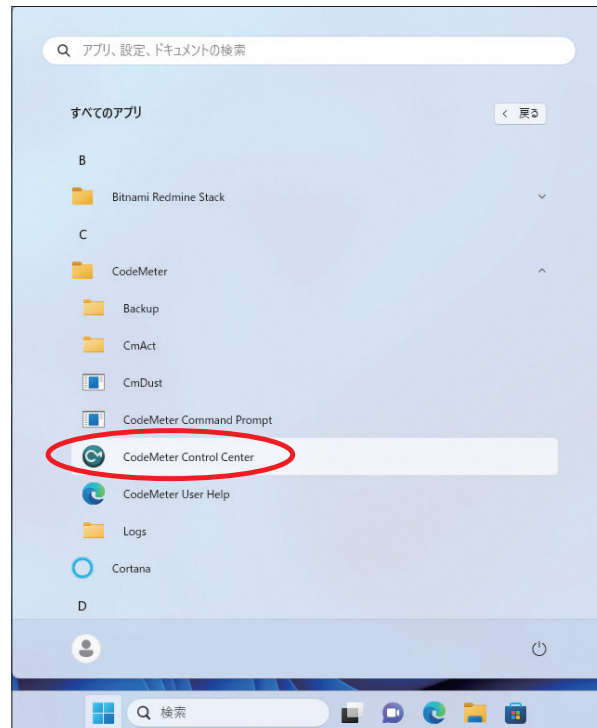 アプリ、設定、ドキュメントの検索
すべてのアプリ
< 戻る
B
Bitnami Redmine Stack
C
CodeMeter
Backup
CmAct
CmDust
CodeMeter Command Prompt
CodeMeter Control Center
CodeMeter User Help
Logs
Cortana
D
検索